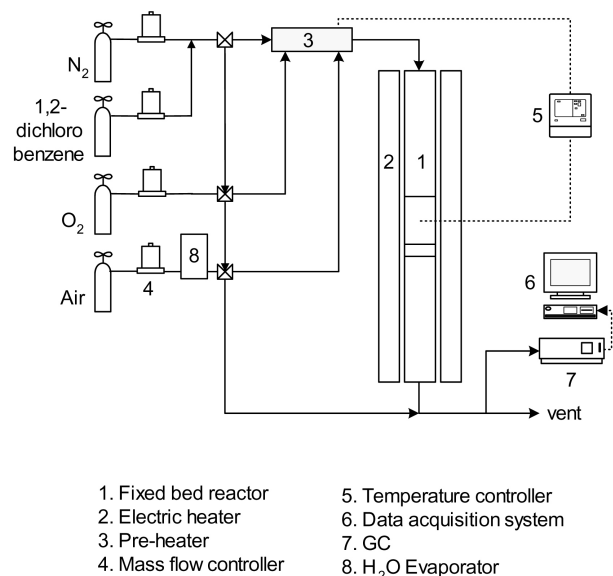 N2
3
1,2-
dichloro
benzene
5
2
1
O2
8
6
Air
4
7
vent
1. Fixed bed reactor
2. Electric heater
3. Pre-heater
4. Mass flow controller
5. Temperature controller
6. Data acquisition system
7. GC
8. H2O Evaporator